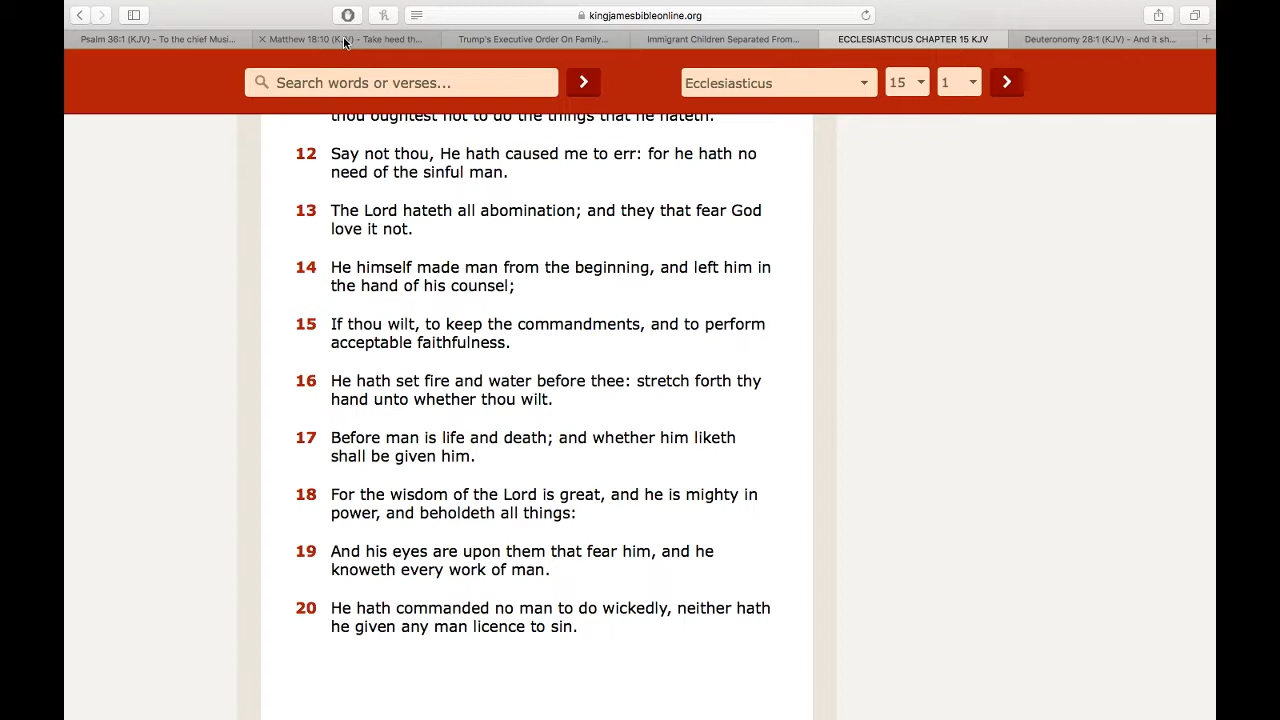 kingjamesbibleonline.org
Psalm 36:1 (KJV) - To the chief Musi...
Matthew 18:10 (KJV) - Take heed th...
Trump's Executive Order On Family...
Immigrant Children Separated From...
ECCLESIASTICUS CHAPTER 15 KJV
Deuteronomy 28:1 (KJV) - And it sh...
Search words or verses...
Ecclesiasticus
15
1
thou oughtest not to do the things that he hateth.
12 Say not thou, He hath caused me to err: for he hath no
need of the sinful man.
13 The Lord hateth all abomination; and they that fear God
love it not.
14 He himself made man from the beginning, and left him in
the hand of his counsel;
15 If thou wilt, to keep the commandments, and to perform
acceptable faithfulness.
16 He hath set fire and water before thee: stretch forth thy
hand unto whether thou wilt.
17 Before man is life and death; and whether him liketh
shall be given him.
18 For the wisdom of the Lord is great, and he is mighty in
power, and beholdeth all things:
19 And his eyes are upon them that fear him, and he
knoweth every work of man.
20 He hath commanded no man to do wickedly, neither hath
he given any man licence to sin.